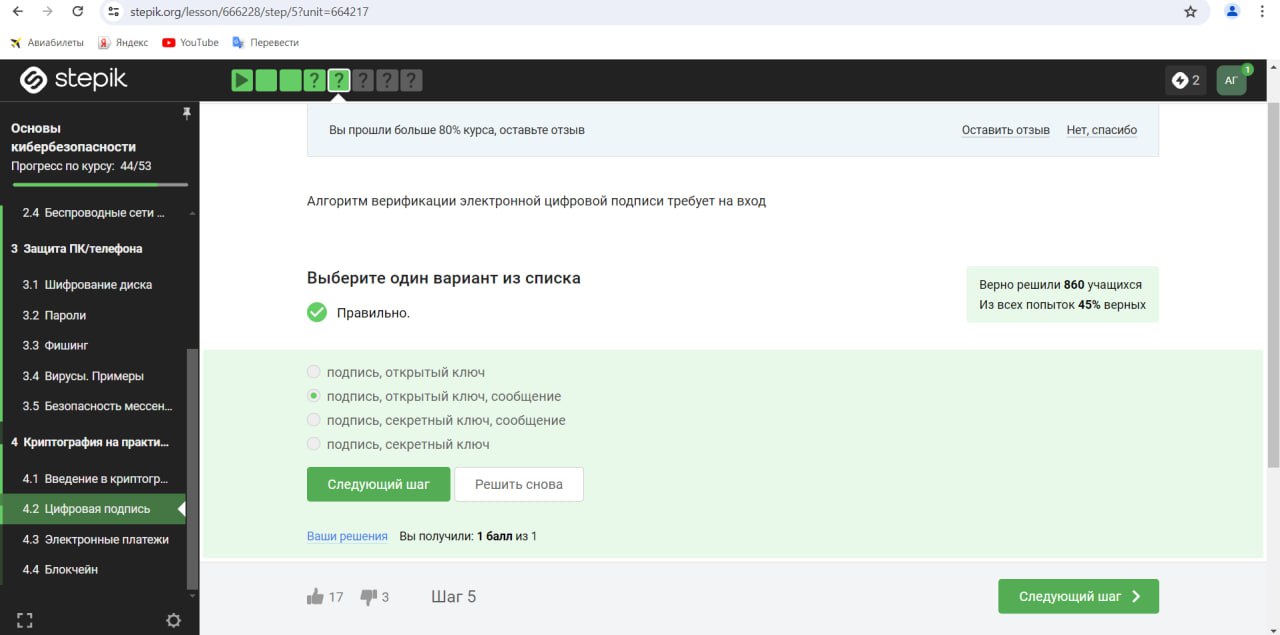 stepik.org/lesson/666228/step/5?unit=664217
Авиабилеты Яндекс YouTube Перевести
stepik
? ? ? ? ?
2
АГ
1
Основы
кибербезопасности
Прогресс по курсу: 44/53
2.4 Беспроводные сети ...
3 Защита ПК/телефона
3.1 Шифрование диска
3.2 Пароли
3.3 Фишинг
3.4 Вирусы. Примеры
3.5 Безопасность мессен...
4 Криптография на практи...
4.1 Введение в криптогр...
4.2 Цифровая подпись
4.3 Электронные платежи
4.4 Блокчейн
Вы прошли больше 80% курса, оставьте отзыв
Оставить отзыв Нет, спасибо
Алгоритм верификации электронной цифровой подписи требует на вход
Выберите один вариант из списка
Правильно.
Верно решили 860 учащихся
Из всех попыток 45% верных
подпись, открытый ключ
подпись, открытый ключ, сообщение
подпись, секретный ключ, сообщение
подпись, секретный ключ
Следующий шаг Решить снова
Ваши решения Вы получили: 1 балл из 1
17 3 Шаг 5
Следующий шаг